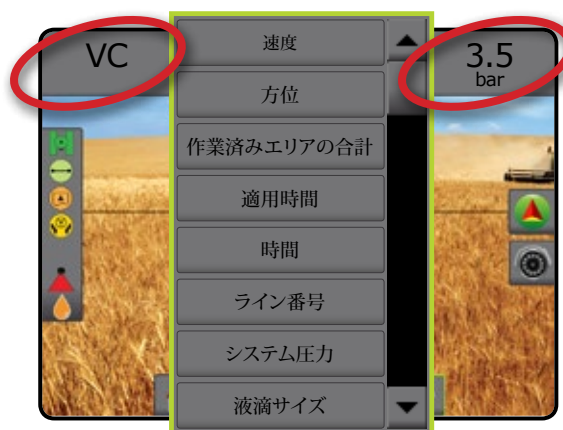 VC
速度
方位
作業済みエリアの合計
適用時間
時間
ライン番号
システム圧力
液滴サイズ
3.5
bar